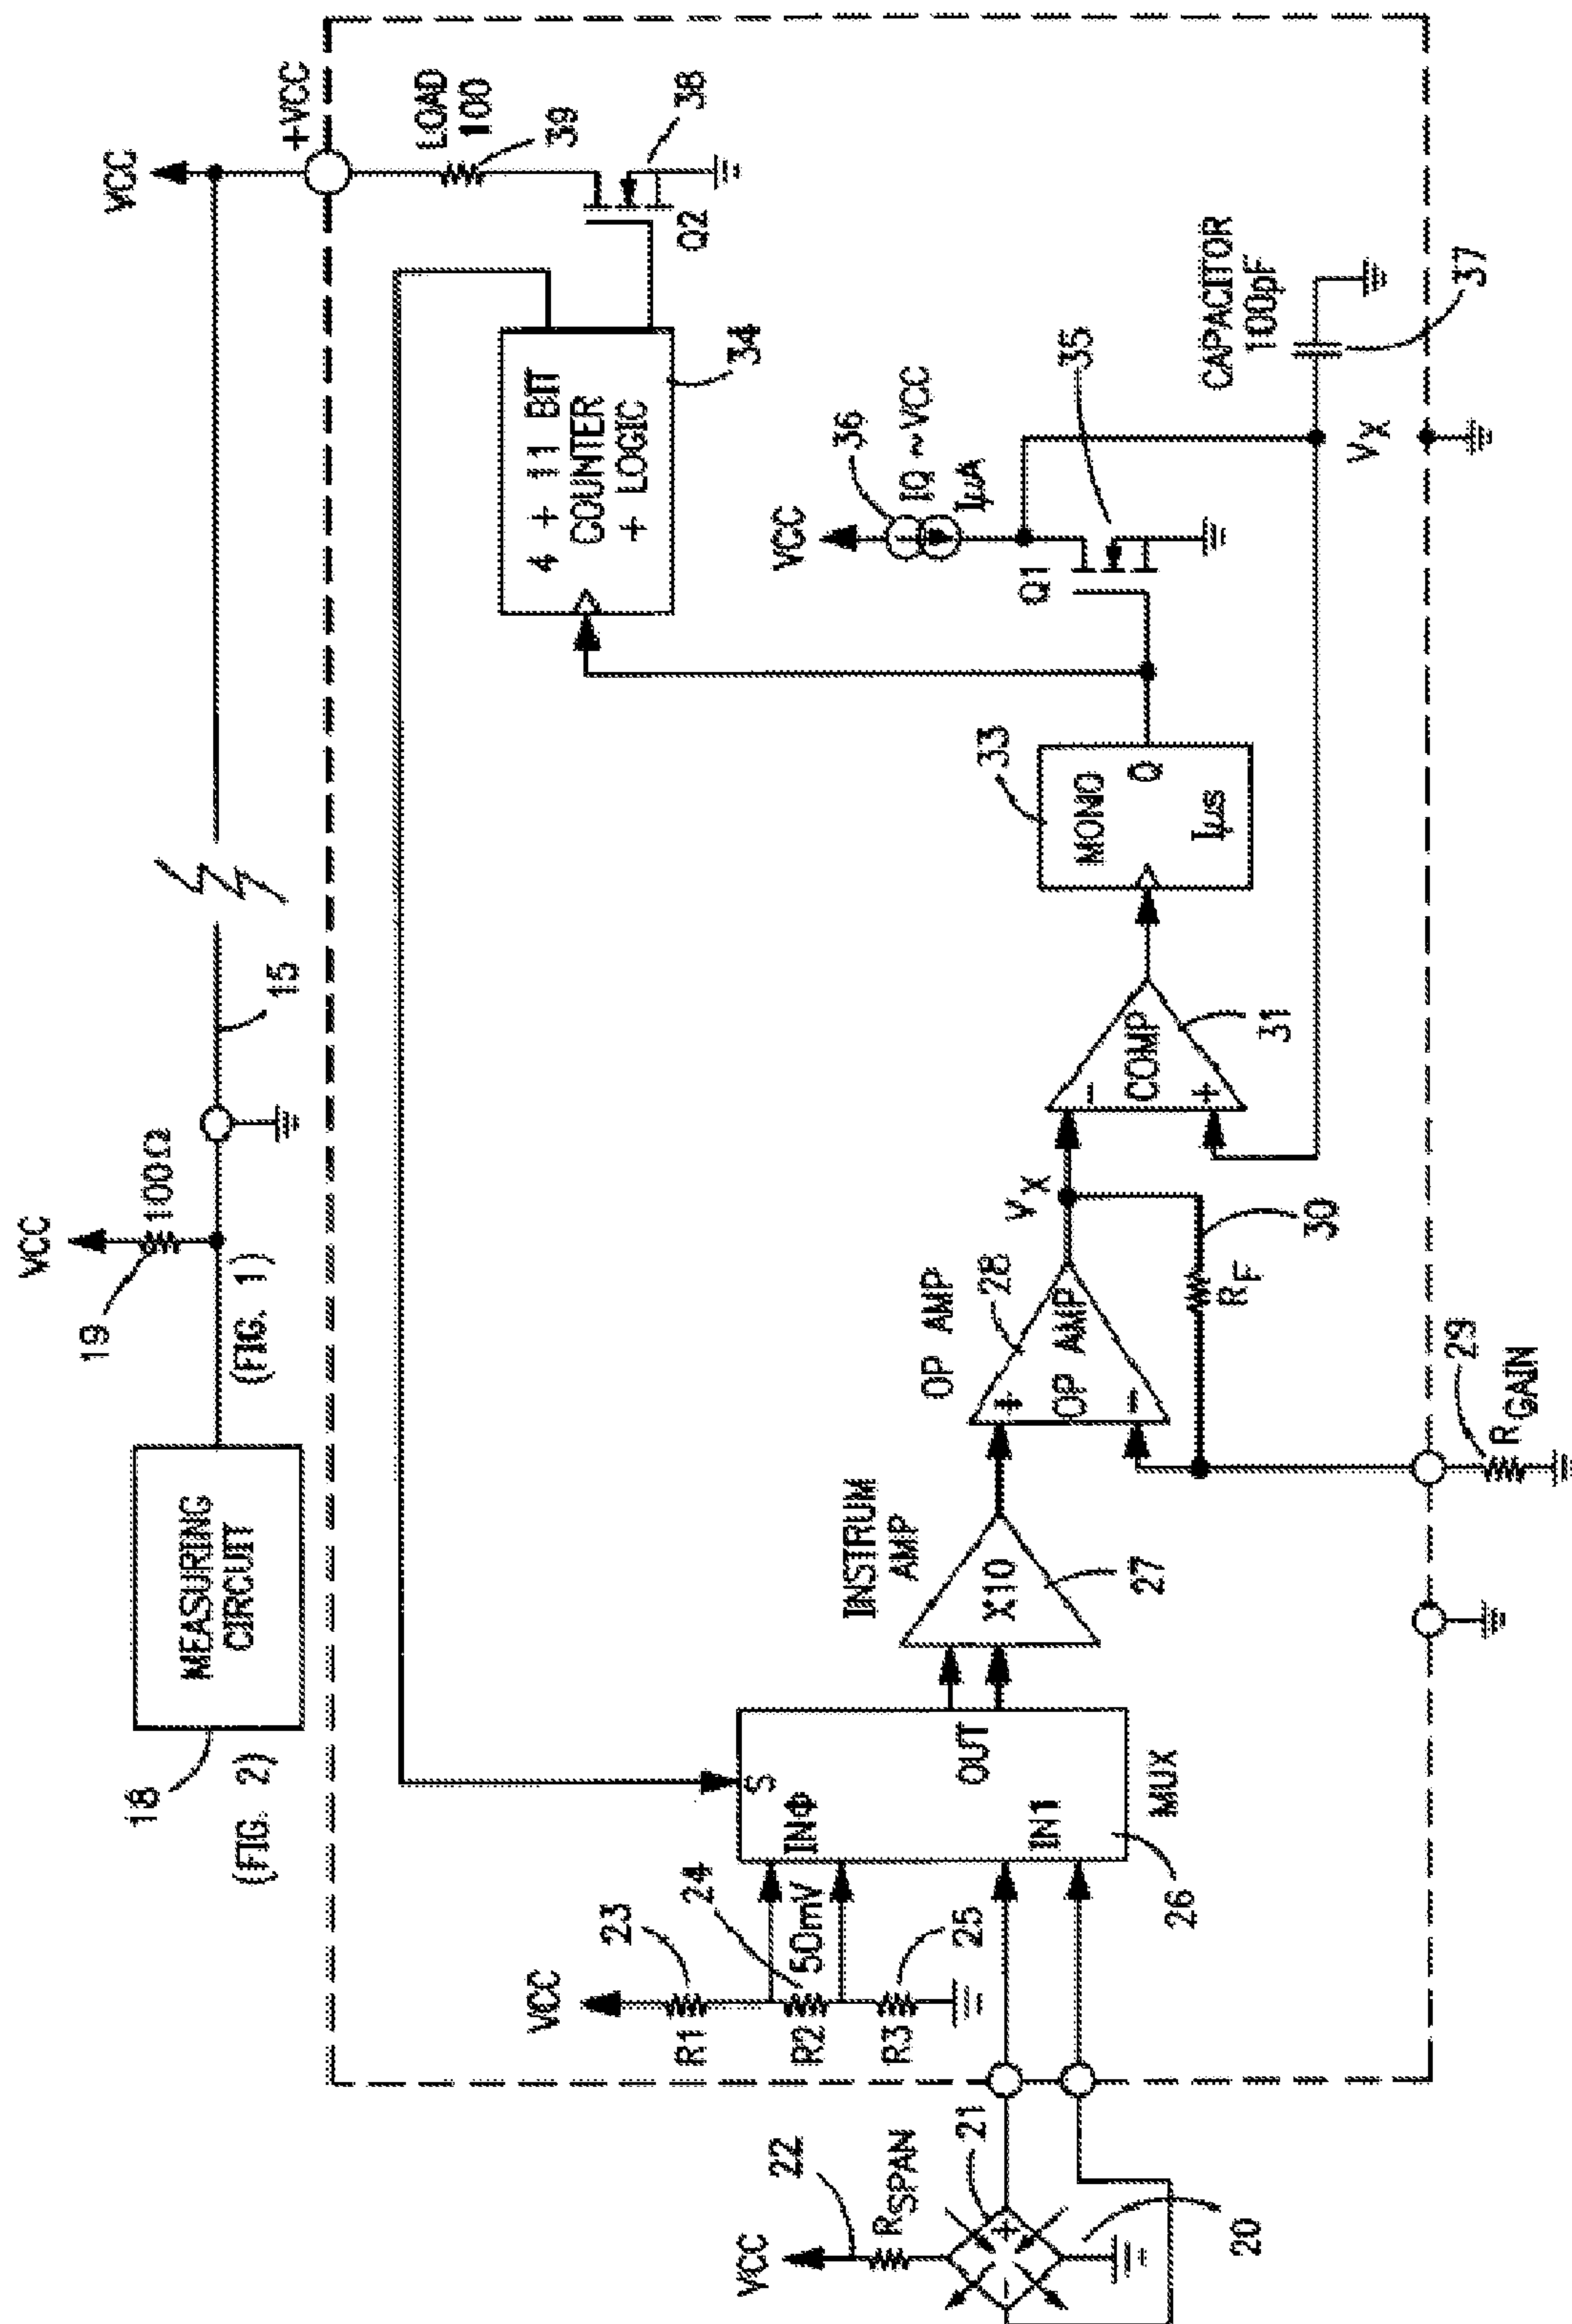 VCC
19
100Ω
(FIG. 1)
15
VCC
+VCC
MEASURING
CIRCUIT
18
(FIG. 2)
LOAD
100
39
38
Q2
4 + 11 BIT
COUNTER
+ LOGIC
34
VCC
36
IQ ~VCC
1µA
Q1
35
CAPACITOR
100pF
37
VX
33
MONO
Q
1µs
COMP
-
+
31
VX
OP AMP
28
OP AMP
+
-
RF
30
29
RGAIN
INSTRUM
AMP
X10
27
S
INΦ
OUT
IN1
MUX
26
VCC
23
R1
24
50mV
R2
25
R3
VCC
22
RSPAN
21
+
-
20